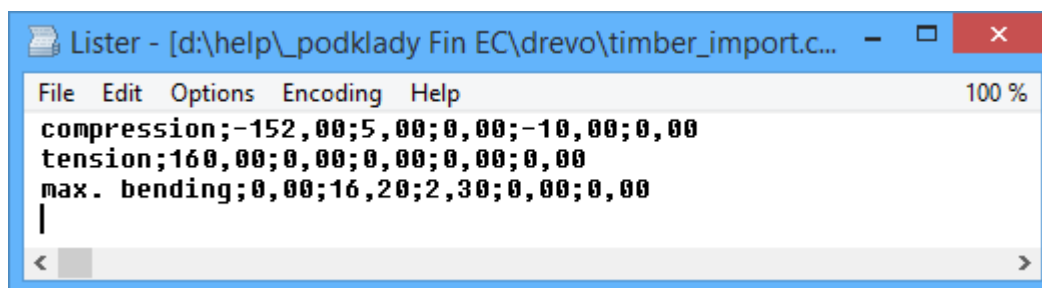 Lister - [d:\help\_podklady Fin EC\drevo\timber_import.c...
File Edit Options Encoding Help 100 %
compression;-152,00;5,00;0,00;-10,00;0,00
tension;160,00;0,00;0,00;0,00;0,00
max. bending;0,00;16,20;2,30;0,00;0,00